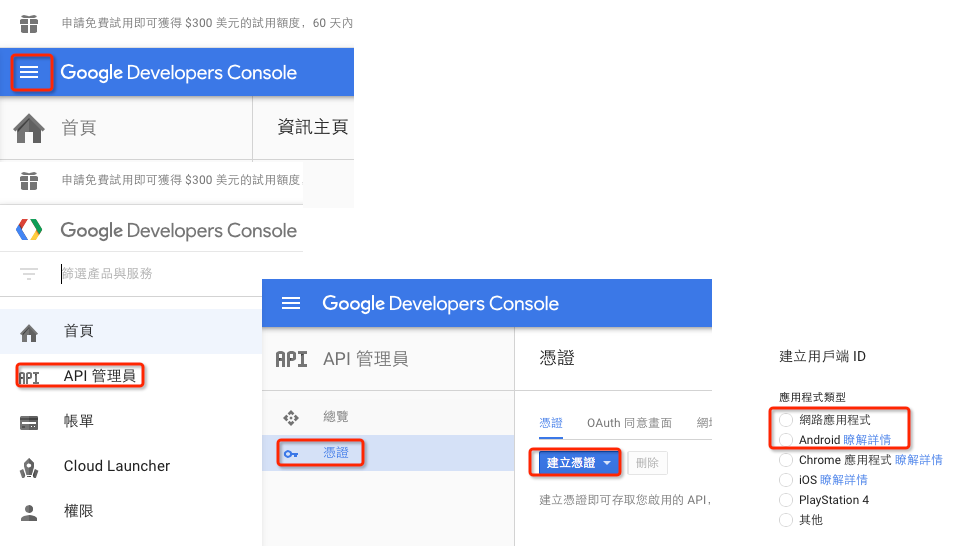 申請免費試用即可獲得 $300 美元的試用額度，60 天內
Google Developers Console
首頁
資訊主頁
申請免費試用即可獲得 $300 美元的試用額度
Google Developers Console
篩選產品與服務
首頁
API API 管理員
帳單
Cloud Launcher
權限
Google Developers Console
API API 管理員
憑證
總覽
憑證
憑證 OAuth 同意畫面
建立憑證 刪除
建立憑證即可存取您啟用的 API，
建立用戶端 ID
應用程式類型
網路應用程式
Android 瞭解詳情
Chrome 應用程式 瞭解詳情
iOS 瞭解詳情
PlayStation 4
其他